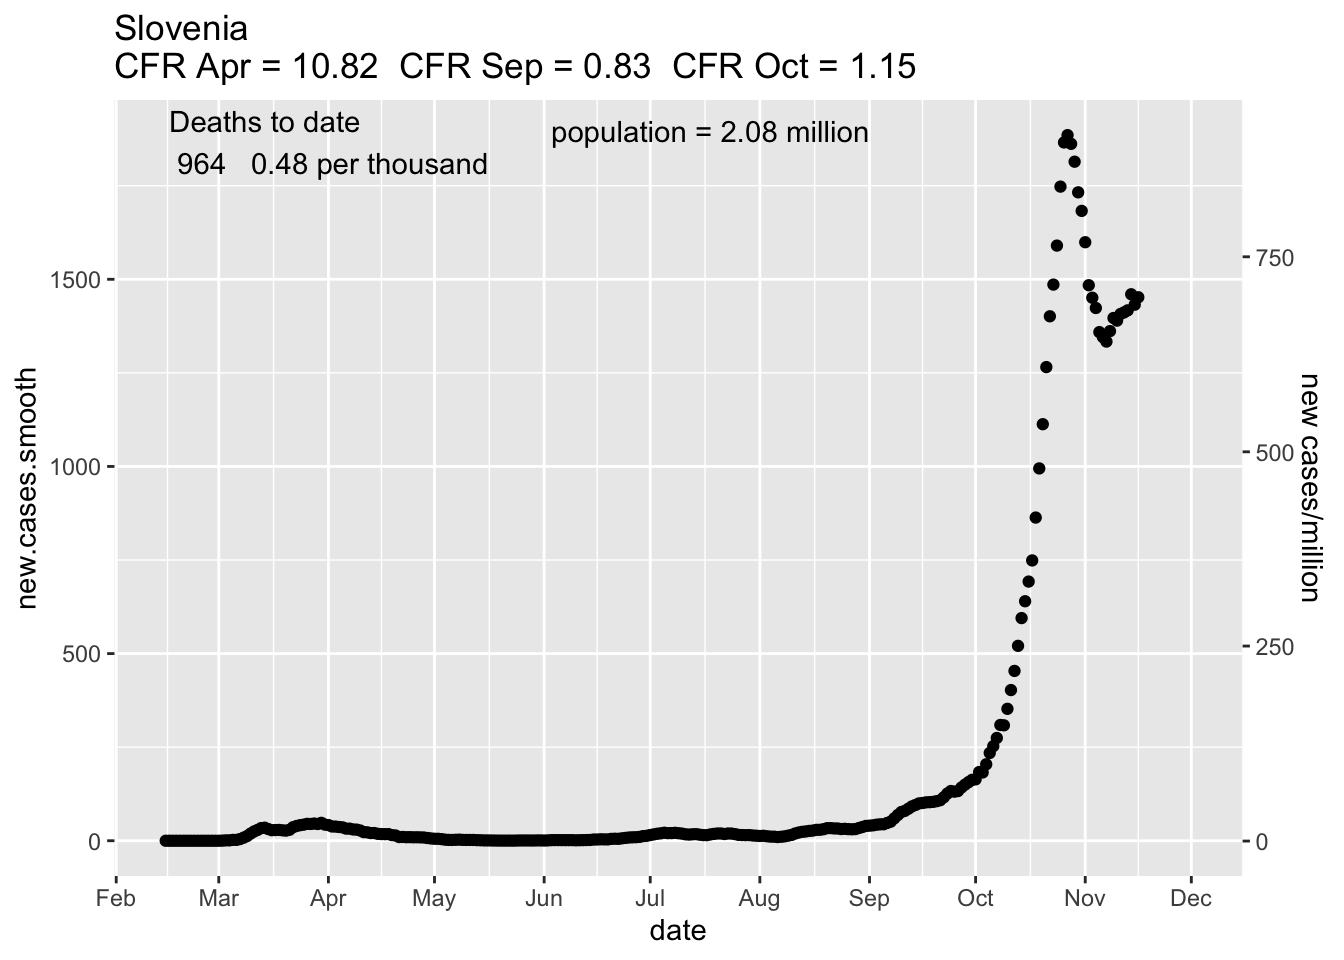 Slovenia
CFR Apr = 10.82  CFR Sep = 0.83  CFR Oct = 1.15
Deaths to date
964   0.48 per thousand
population = 2.08 million
1500
1000
500
0
new.cases.smooth
750
500
250
0
new cases/million
Feb Mar Apr May Jun Jul Aug Sep Oct Nov Dec
date